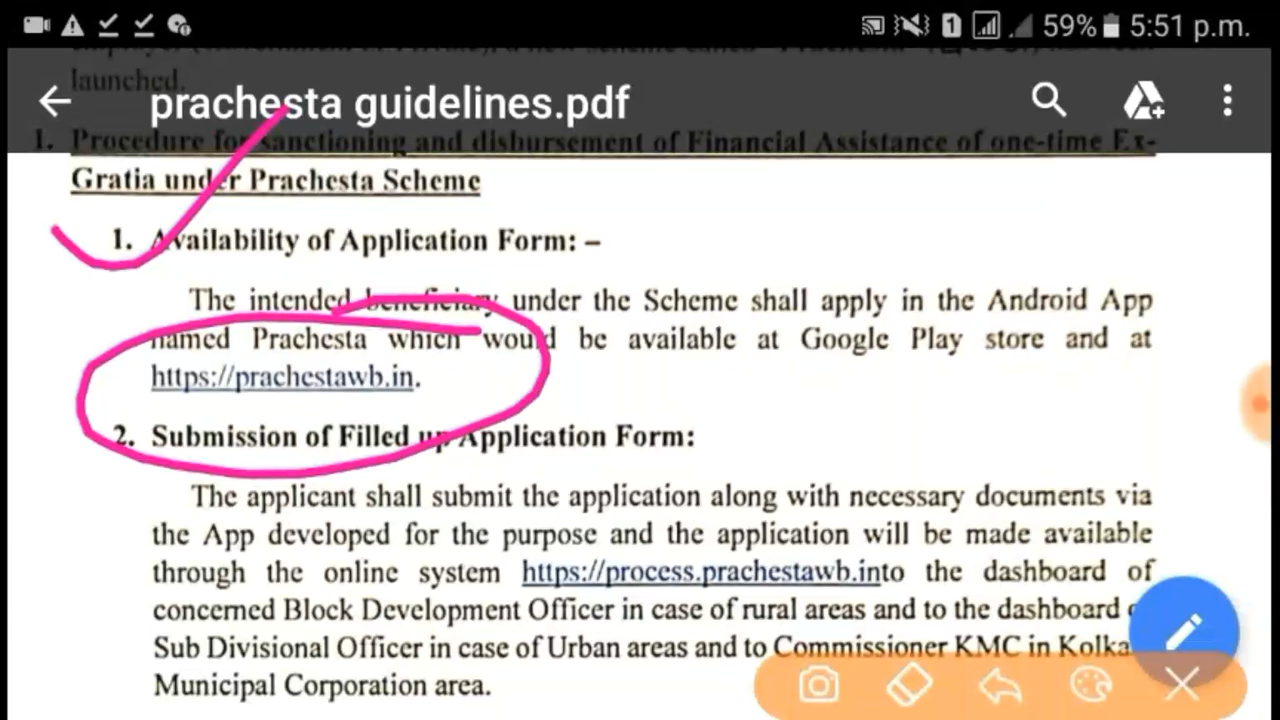 59% 5:51 p.m.
launched.
prachesta guidelines.pdf
I. Procedure for sanctioning and disbursement of Financial Assistance of one-time Ex-
Gratia under Prachesta Scheme
1. Availability of Application Form: –
The intended beneficiary under the Scheme shall apply in the Android App
named Prachesta which would be available at Google Play store and at
https://prachestawb.in.
2. Submission of Filled up Application Form:
The applicant shall submit the application along with necessary documents via
the App developed for the purpose and the application will be made available
through the online system https://process.prachestawb.into the dashboard of
concerned Block Development Officer in case of rural areas and to the dashboard
Sub Divisional Officer in case of Urban areas and to Commissioner KMC in Kolka
Municipal Corporation area.